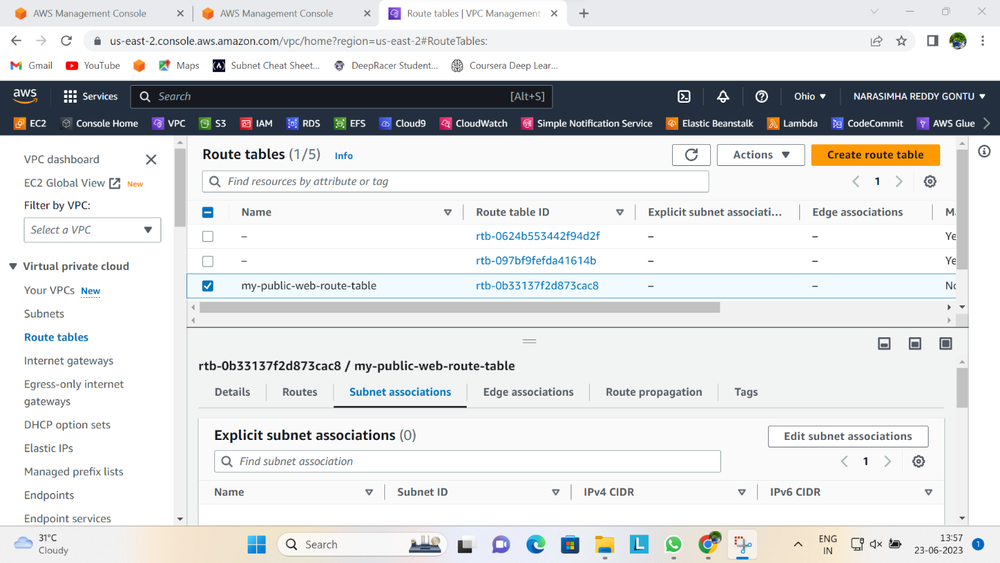 AWS Management Console
AWS Management Console
Route tables | VPC Management
us-east-2.console.aws.amazon.com/vpc/home?region=us-east-2#RouteTables:
Gmail
YouTube
Maps
Subnet Cheat Sheet...
DeepRacer Student...
Coursera Deep Lear...
aws
Services
Search
[Alt+S]
Ohio
NARASIMHA REDDY GONTU
EC2
Console Home
VPC
S3
IAM
RDS
EFS
Cloud9
CloudWatch
Simple Notification Service
Elastic Beanstalk
Lambda
CodeCommit
AWS Glue
VPC dashboard
EC2 Global View New
Filter by VPC:
Select a VPC
Virtual private cloud
Your VPCs New
Subnets
Route tables
Internet gateways
Egress-only internet
gateways
DHCP option sets
Elastic IPs
Managed prefix lists
Endpoints
Endpoint services
Route tables (1/5) Info
Actions
Create route table
Find resources by attribute or tag
1
Name Route table ID Explicit subnet associati... Edge associations M
– rtb-0624b553442f94d2f – – Ye
– rtb-097bf9fefda41614b – – Ye
my-public-web-route-table rtb-0b33137f2d873cac8 – – No
rtb-0b33137f2d873cac8 / my-public-web-route-table
Details Routes Subnet associations Edge associations Route propagation Tags
Explicit subnet associations (0)
Edit subnet associations
Find subnet association
1
Name Subnet ID IPv4 CIDR IPv6 CIDR
31°C
Cloudy
Search
L
ENG
IN
13:57
23-06-2023
1